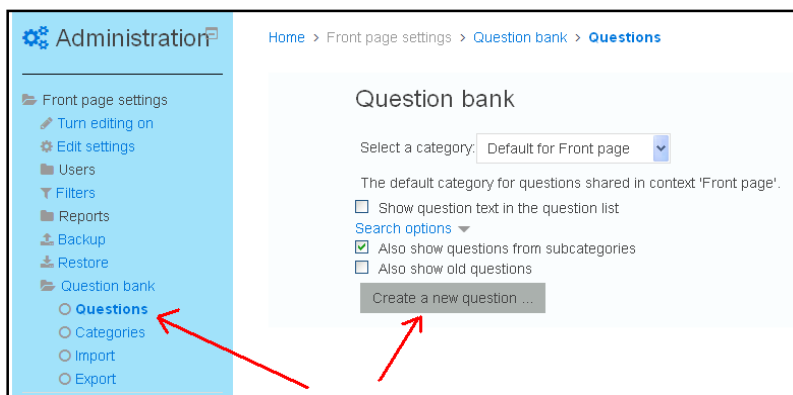 Administration
Front page settings
Turn editing on
Edit settings
Users
Filters
Reports
Backup
Restore
Question bank
Questions
Categories
Import
Export
Home > Front page settings > Question bank > Questions
Question bank
Select a category: Default for Front page
The default category for questions shared in context 'Front page'.
Show question text in the question list
Search options
Also show questions from subcategories
Also show old questions
Create a new question ...